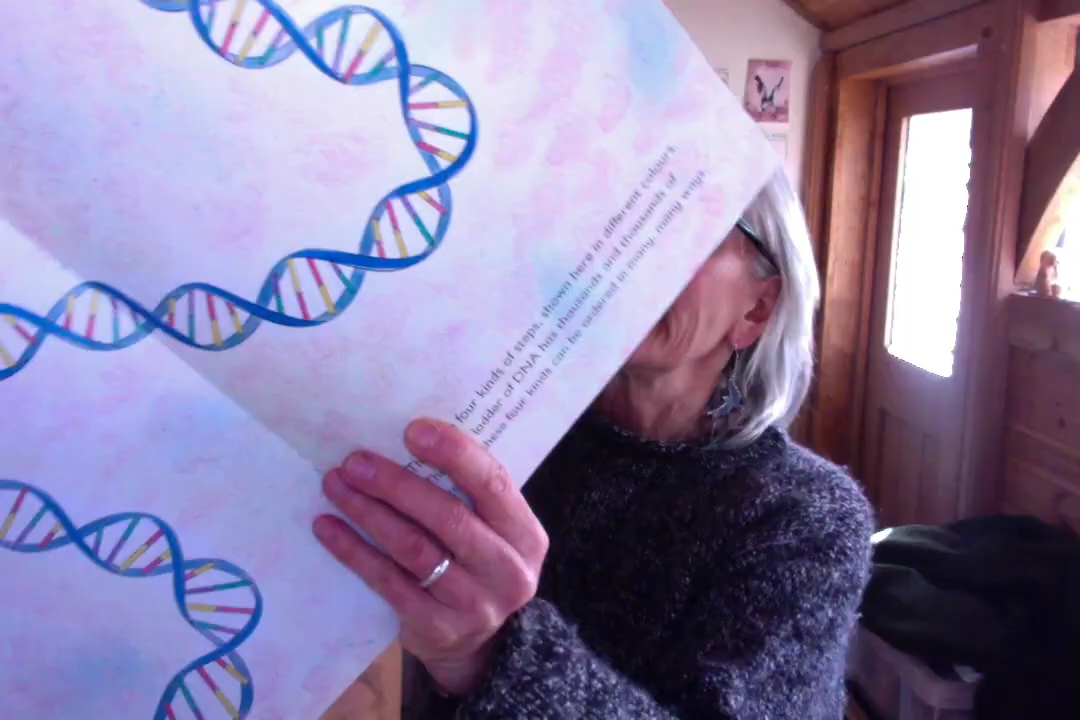 four kinds of steps, shown here in different colours.
ladder of DNA has thousands and thousands of
these four kinds can be ordered in many, many ways